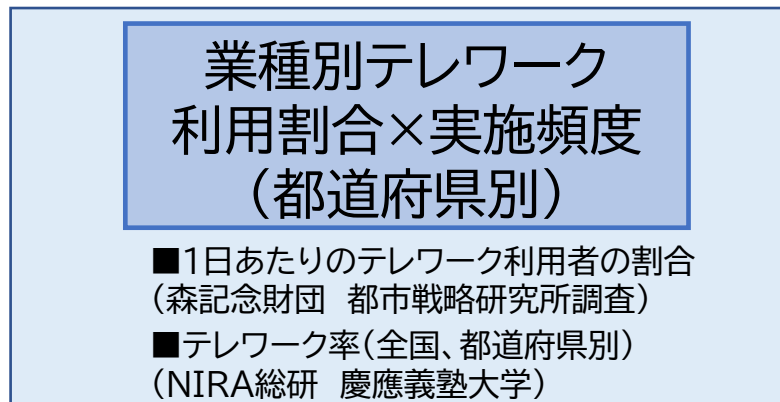 業種別テレワーク
利用割合×実施頻度
(都道府県別)
■1日あたりのテレワーク利用者の割合
(森記念財団 都市戦略研究所調査)
■テレワーク率(全国、都道府県別)
(NIRA総研 慶應義塾大学)